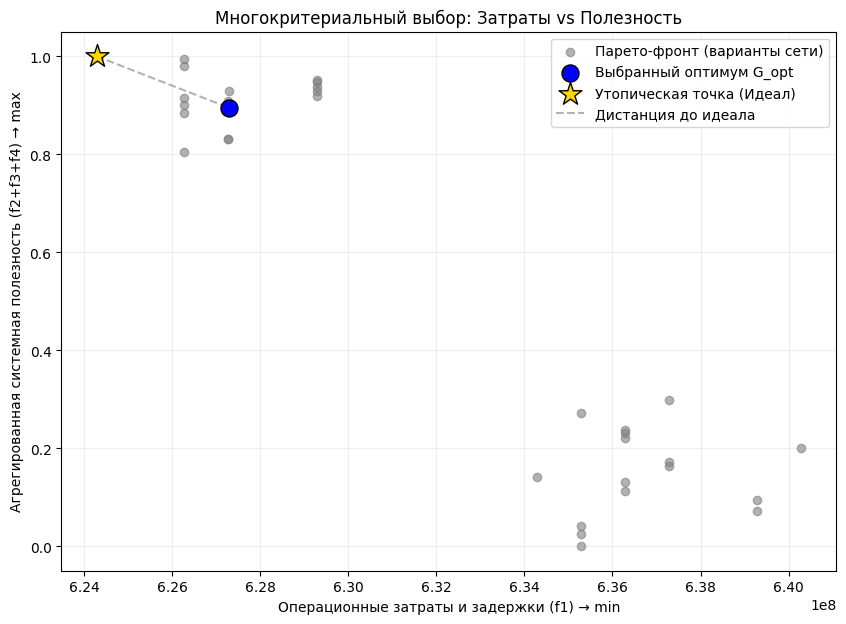 Многокритериальный выбор: Затраты vs Полезность
Парето-фронт (варианты сети)
Выбранный оптимум G_opt
Утопическая точка (Идеал)
Дистанция до идеала
Агрегированная системная полезность (f2+f3+f4) → max
1.0
0.8
0.6
0.4
0.2
0.0
6.24 6.26 6.28 6.30 6.32 6.34 6.36 6.38 6.40
1e8
Операционные затраты и задержки (f1) → min